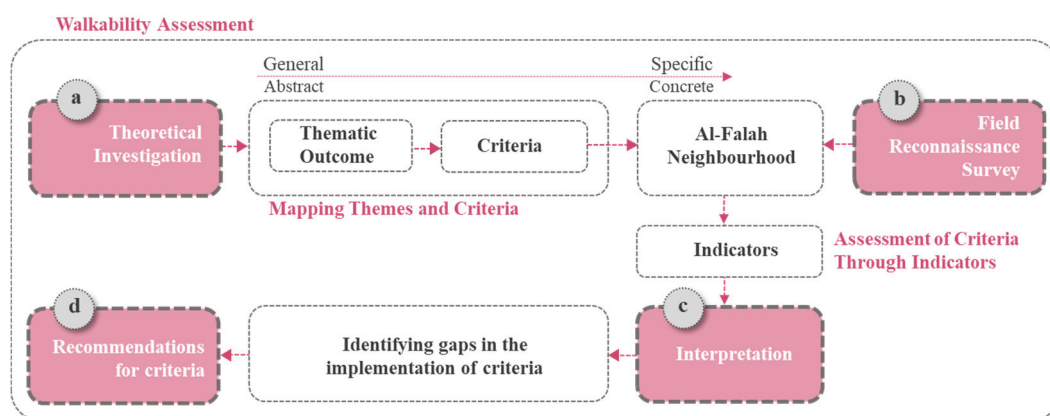 Walkability Assessment
General
Specific
Abstract
Concrete
a
Theoretical
Investigation
Thematic
Outcome
Criteria
Mapping Themes and Criteria
Al-Falah
Neighbourhood
b
Field
Reconnaissance
Survey
Indicators
Assessment of Criteria
Through Indicators
c
Interpretation
Identifying gaps in the
implementation of criteria
d
Recommendations
for criteria